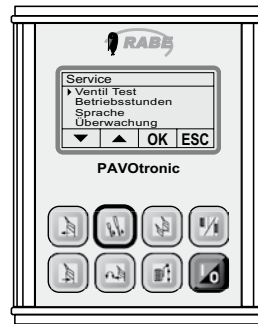 RABE
Service
Ventil Test
Betriebsstunden
Sprache
Überwachung
OK ESC
PAVOtronic